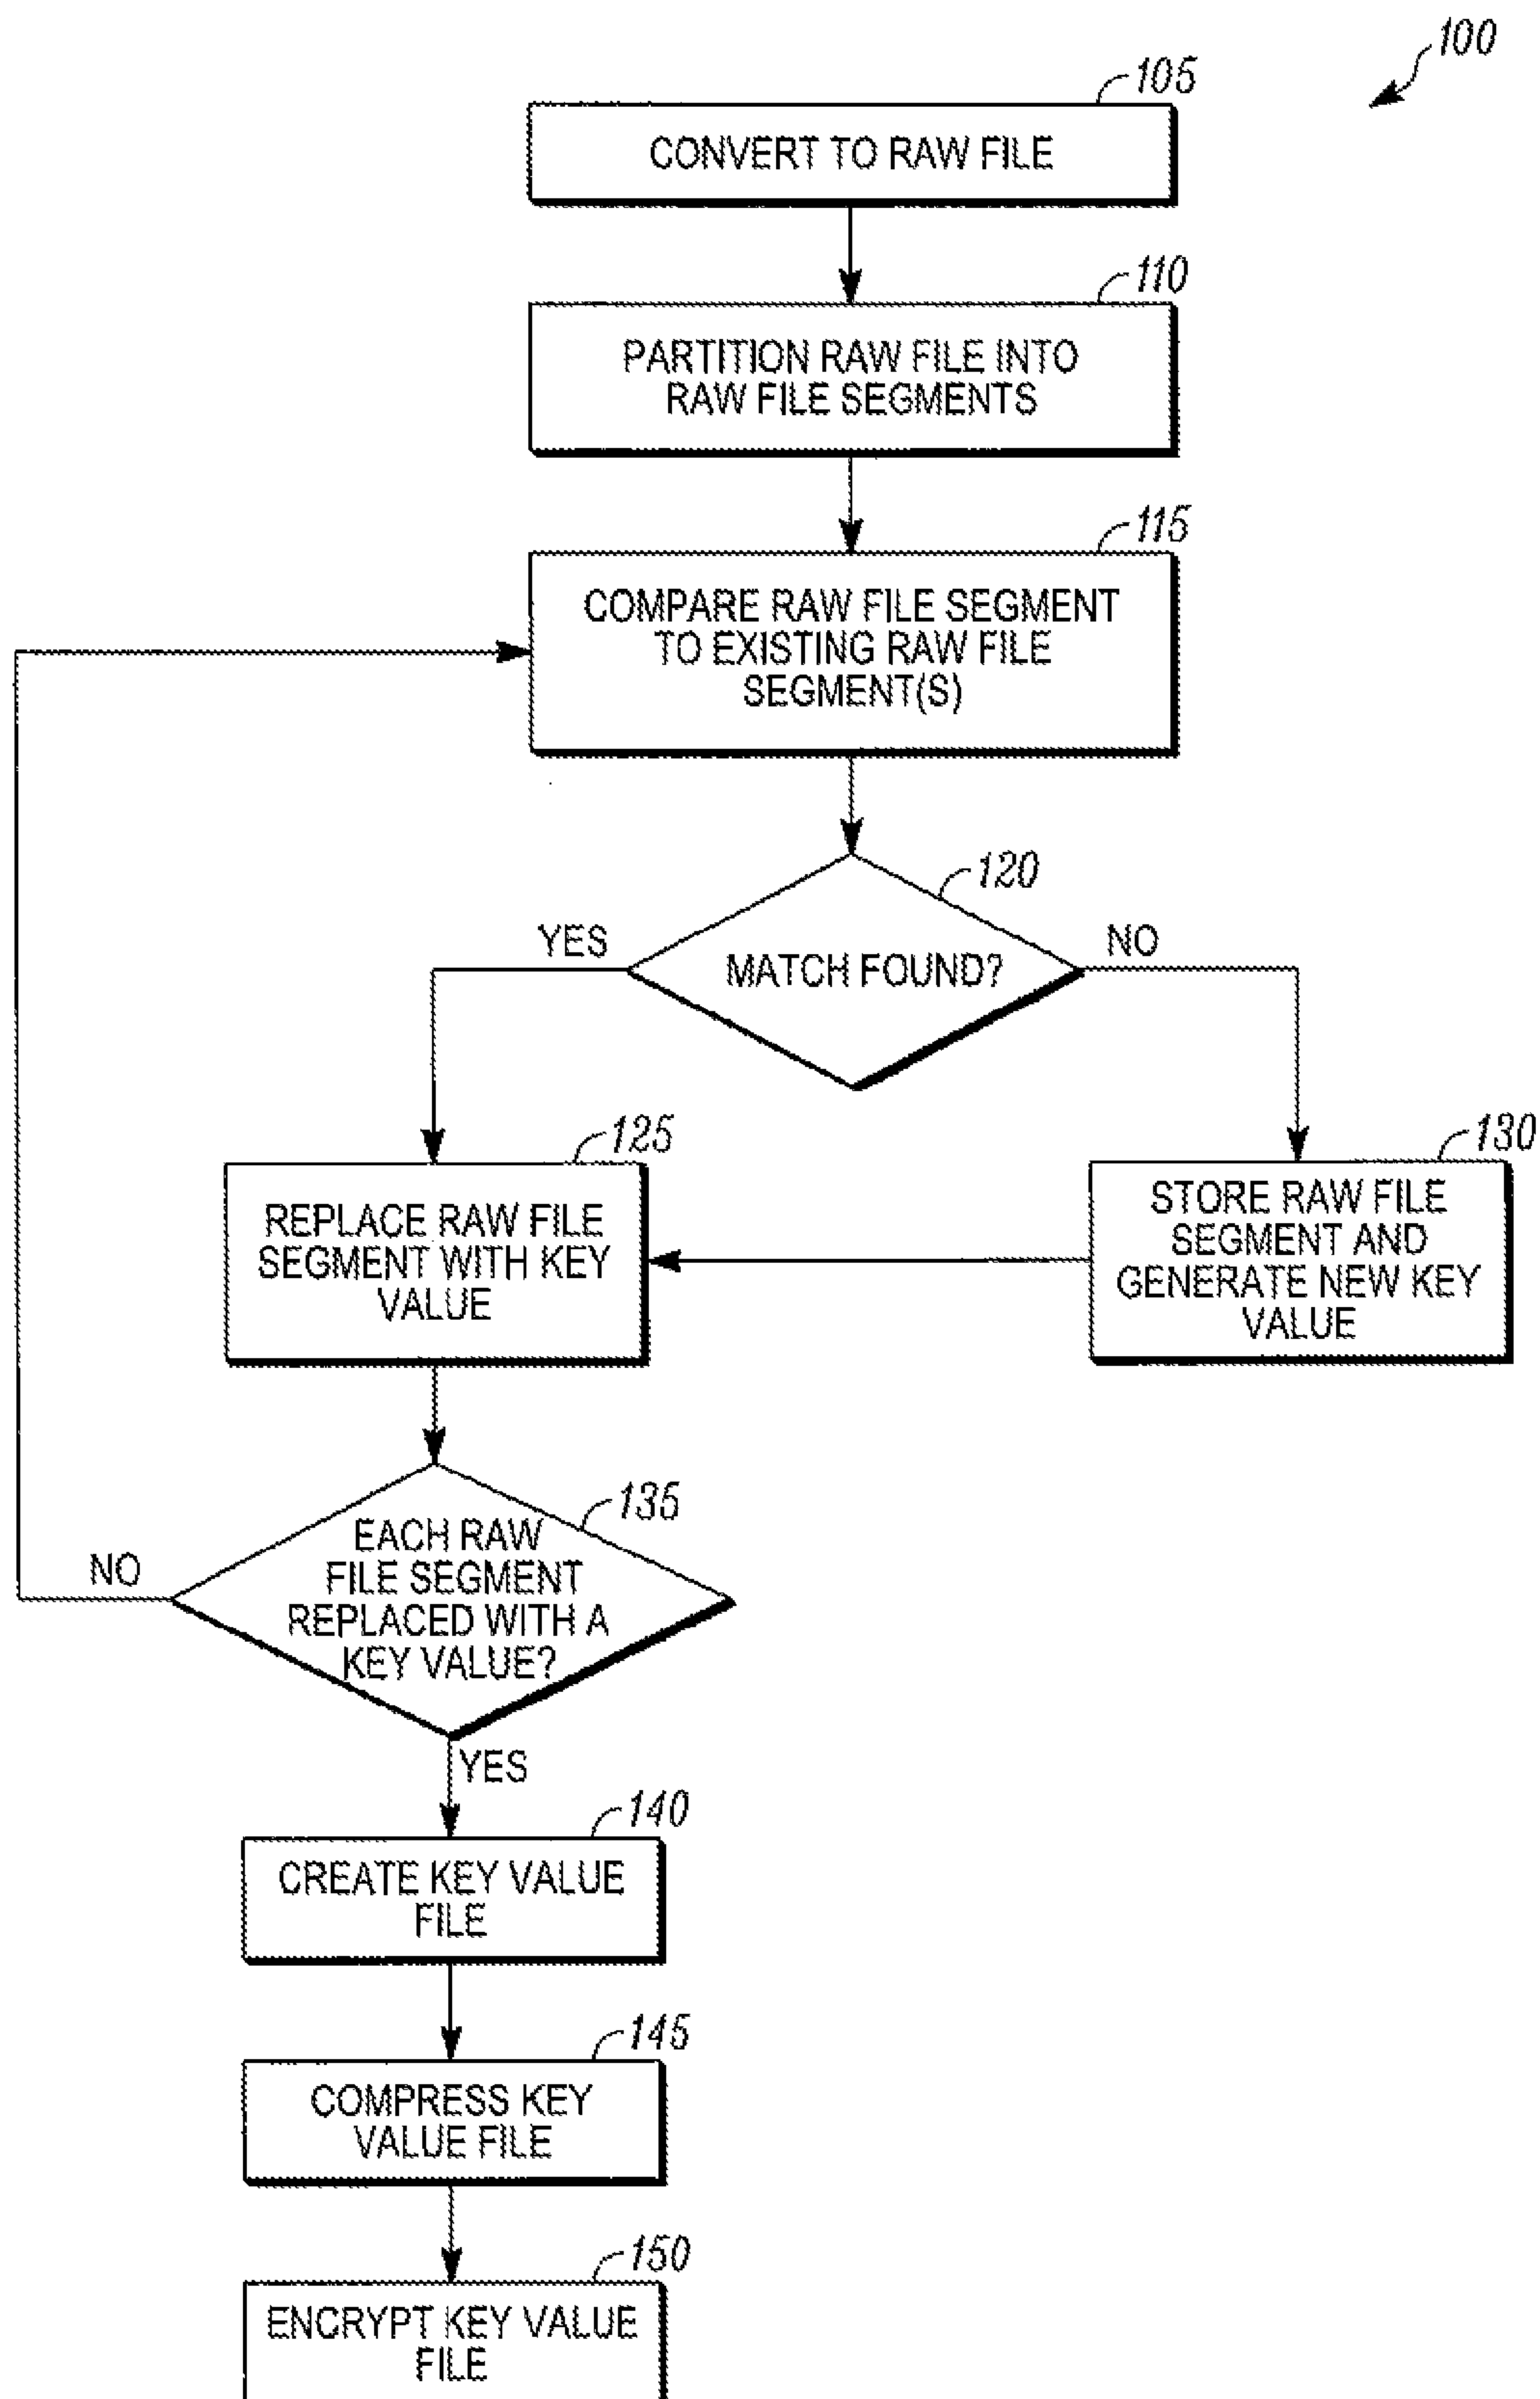 100
105
CONVERT TO RAW FILE
110
PARTITION RAW FILE INTO
RAW FILE SEGMENTS
115
COMPARE RAW FILE SEGMENT
TO EXISTING RAW FILE
SEGMENT(S)
120
YES
MATCH FOUND?
NO
125
REPLACE RAW FILE
SEGMENT WITH KEY
VALUE
130
STORE RAW FILE
SEGMENT AND
GENERATE NEW KEY
VALUE
135
EACH RAW
FILE SEGMENT
REPLACED WITH A
KEY VALUE?
NO
YES
140
CREATE KEY VALUE
FILE
145
COMPRESS KEY
VALUE FILE
150
ENCRYPT KEY VALUE
FILE